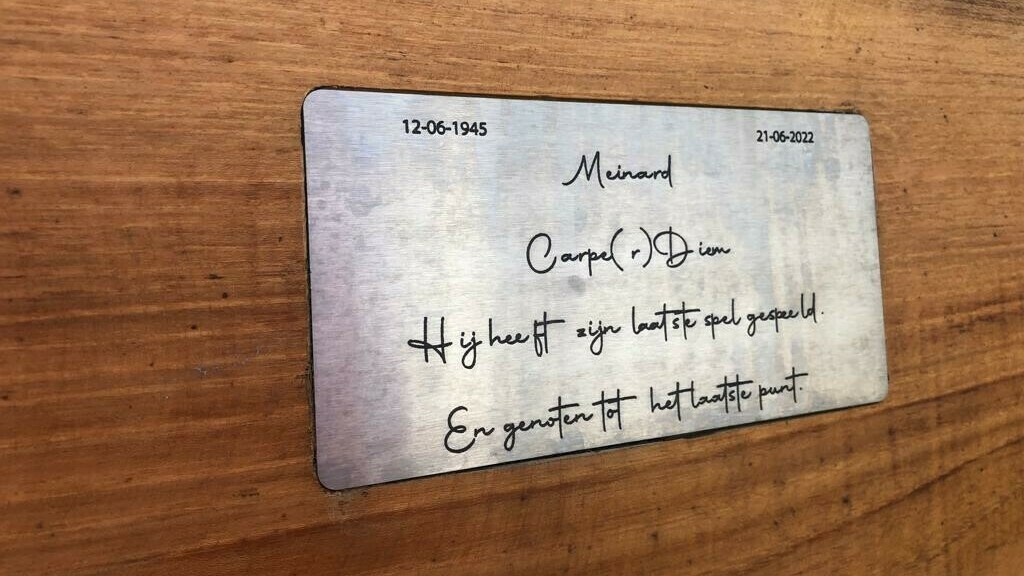 12-06-1945 21-06-2022
Meinard
Carpe(r)Diem
Hij heeft zijn laatste spel gespeeld.
En genoten tot het laatste punt.